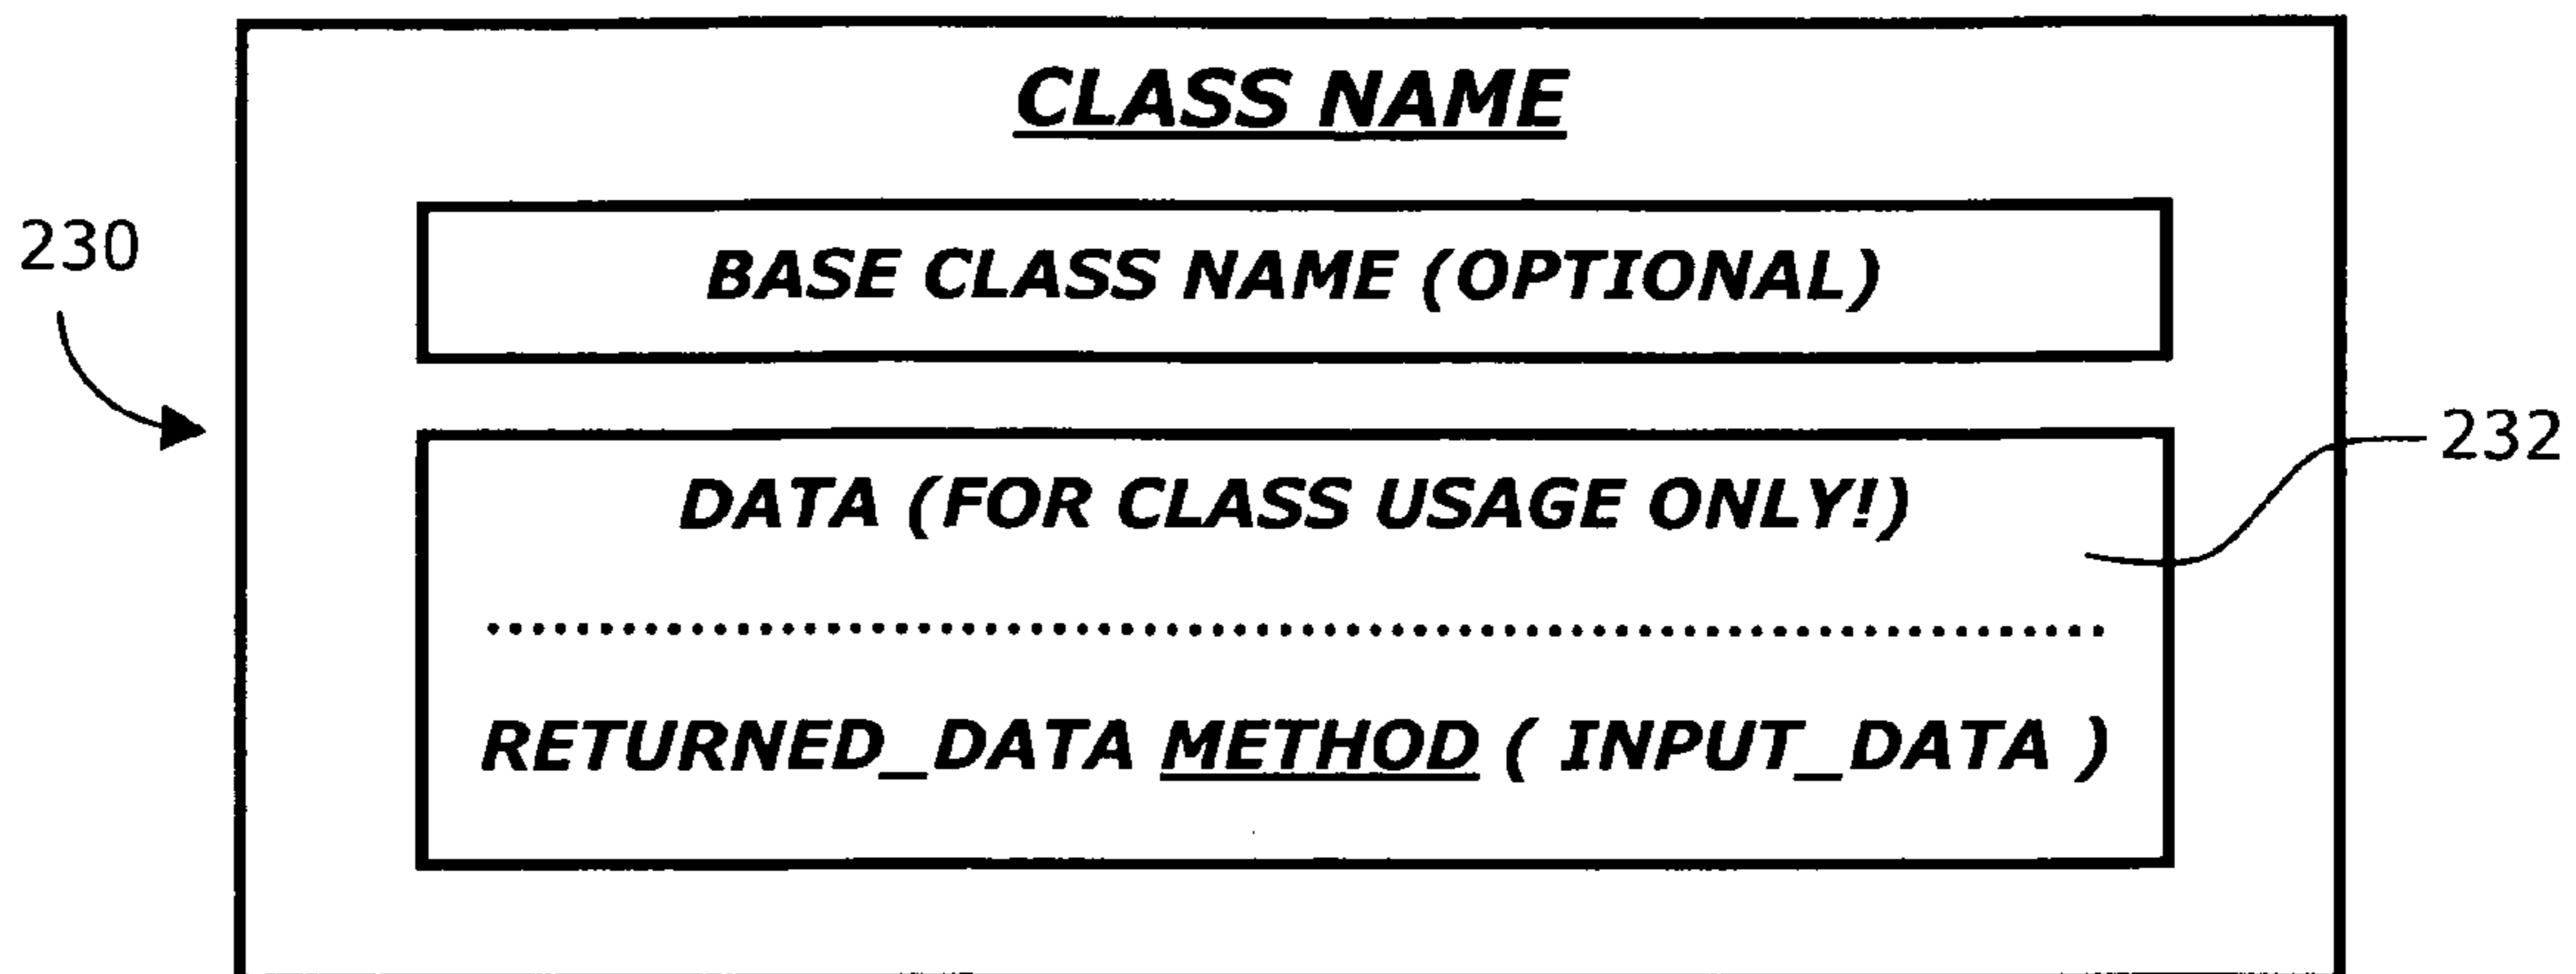 CLASS NAME
230
BASE CLASS NAME (OPTIONAL)
232
DATA (FOR CLASS USAGE ONLY!)
RETURNED_DATA METHOD ( INPUT_DATA )